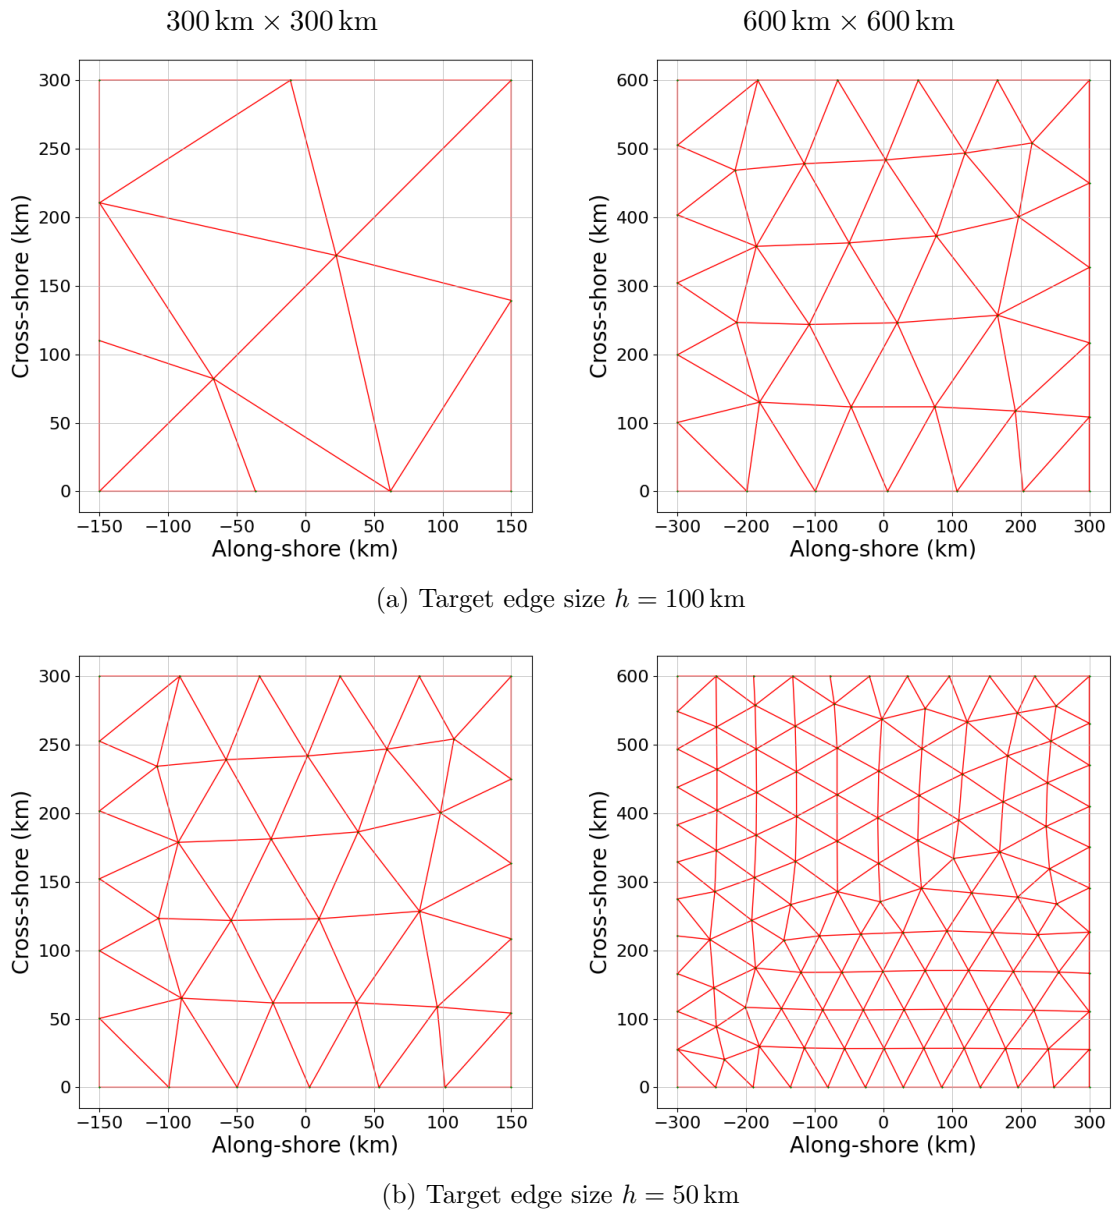 300 km × 300 km
600 km × 600 km
300
250
200
150
100
50
0
Cross-shore (km)
−150 −100 −50 0 50 100 150
Along-shore (km)
600
500
400
300
200
100
0
Cross-shore (km)
−300 −200 −100 0 100 200 300
Along-shore (km)
(a) Target edge size h = 100 km
300
250
200
150
100
50
0
Cross-shore (km)
−150 −100 −50 0 50 100 150
Along-shore (km)
600
500
400
300
200
100
0
Cross-shore (km)
−300 −200 −100 0 100 200 300
Along-shore (km)
(b) Target edge size h = 50 km